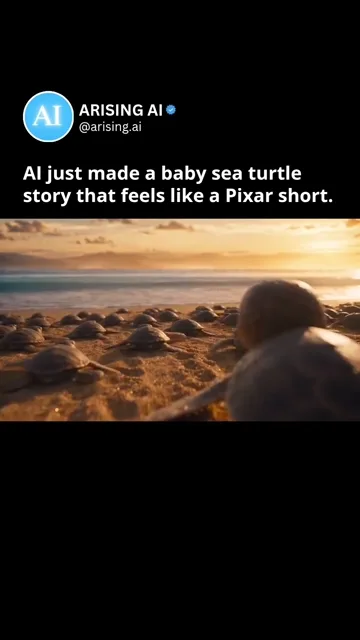 AI
ARISING AI
@arising.ai
AI just made a baby sea turtle
story that feels like a Pixar short.